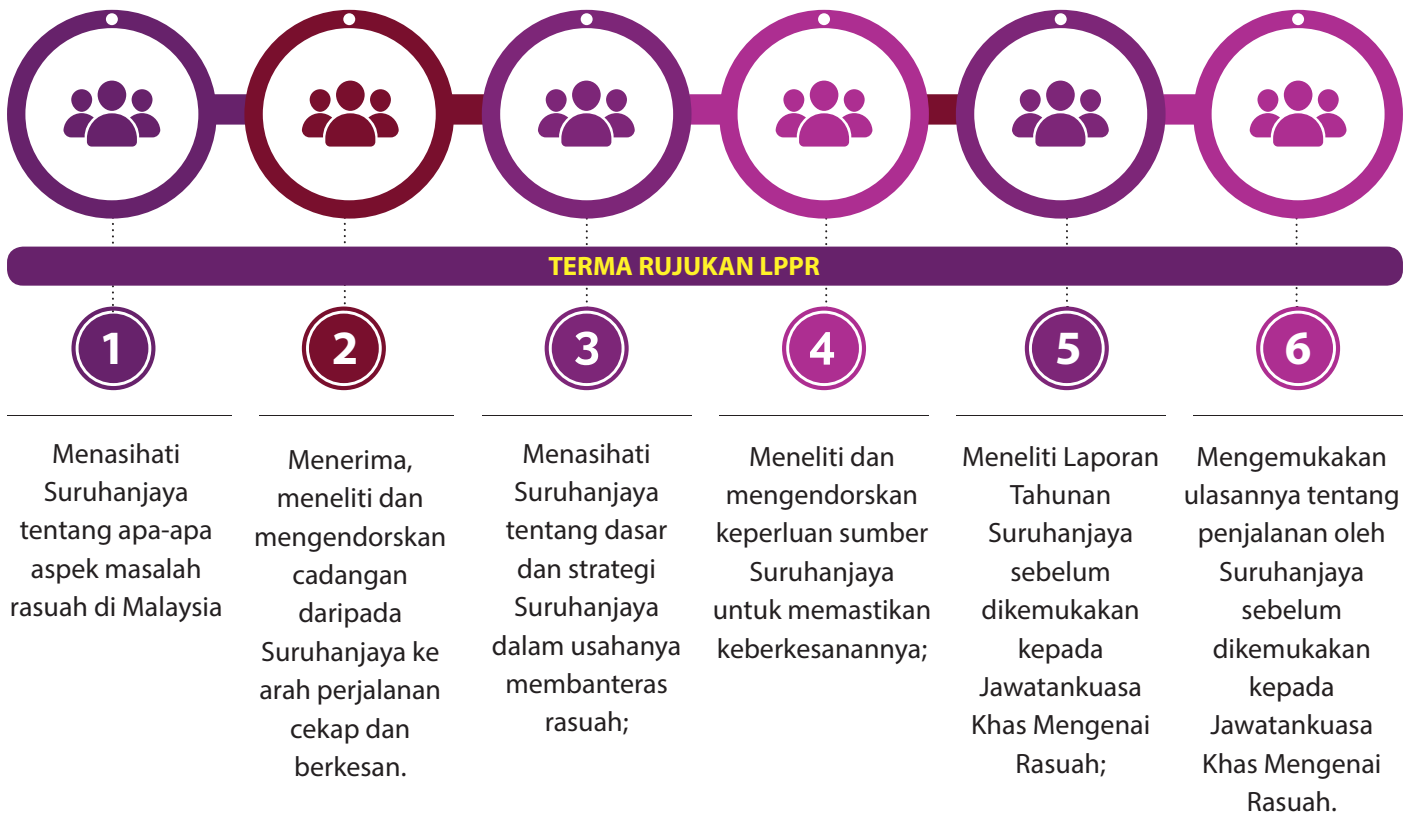 TERMA RUJUKAN LPPR
1
Menasihati
Suruhanjaya
tentang apa-apa
aspek masalah
rasuah di Malaysia
2
Menerima,
meneliti dan
mengendorskan
cadangan
daripada
Suruhanjaya ke
arah perjalanan
cekap dan
berkesan.
3
Menasihati
Suruhanjaya
tentang dasar
dan strategi
Suruhanjaya
dalam usahanya
membanteras
rasuah;
4
Meneliti dan
mengendorskan
keperluan sumber
Suruhanjaya
untuk memastikan
keberkesanannya;
5
Meneliti Laporan
Tahunan
Suruhanjaya
sebelum
dikemukakan
kepada
Jawatankuasa
Khas Mengenai
Rasuah;
6
Mengemukakan
ulasannya tentang
penjalanan oleh
Suruhanjaya
sebelum
dikemukakan
kepada
Jawatankuasa
Khas Mengenai
Rasuah.